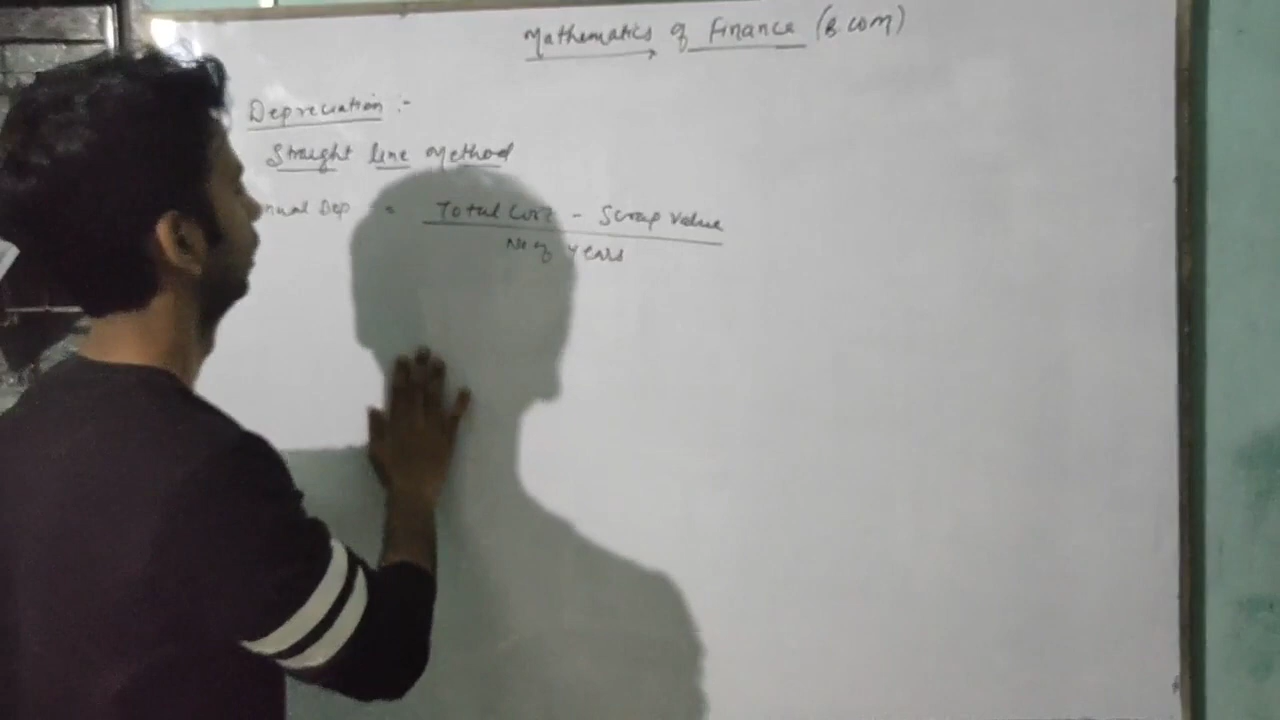 Mathematics of Finance (B.COM)
Depreciation :-
Straight Line Method
nual Dep = Total Cost - Scrap Value
No of years